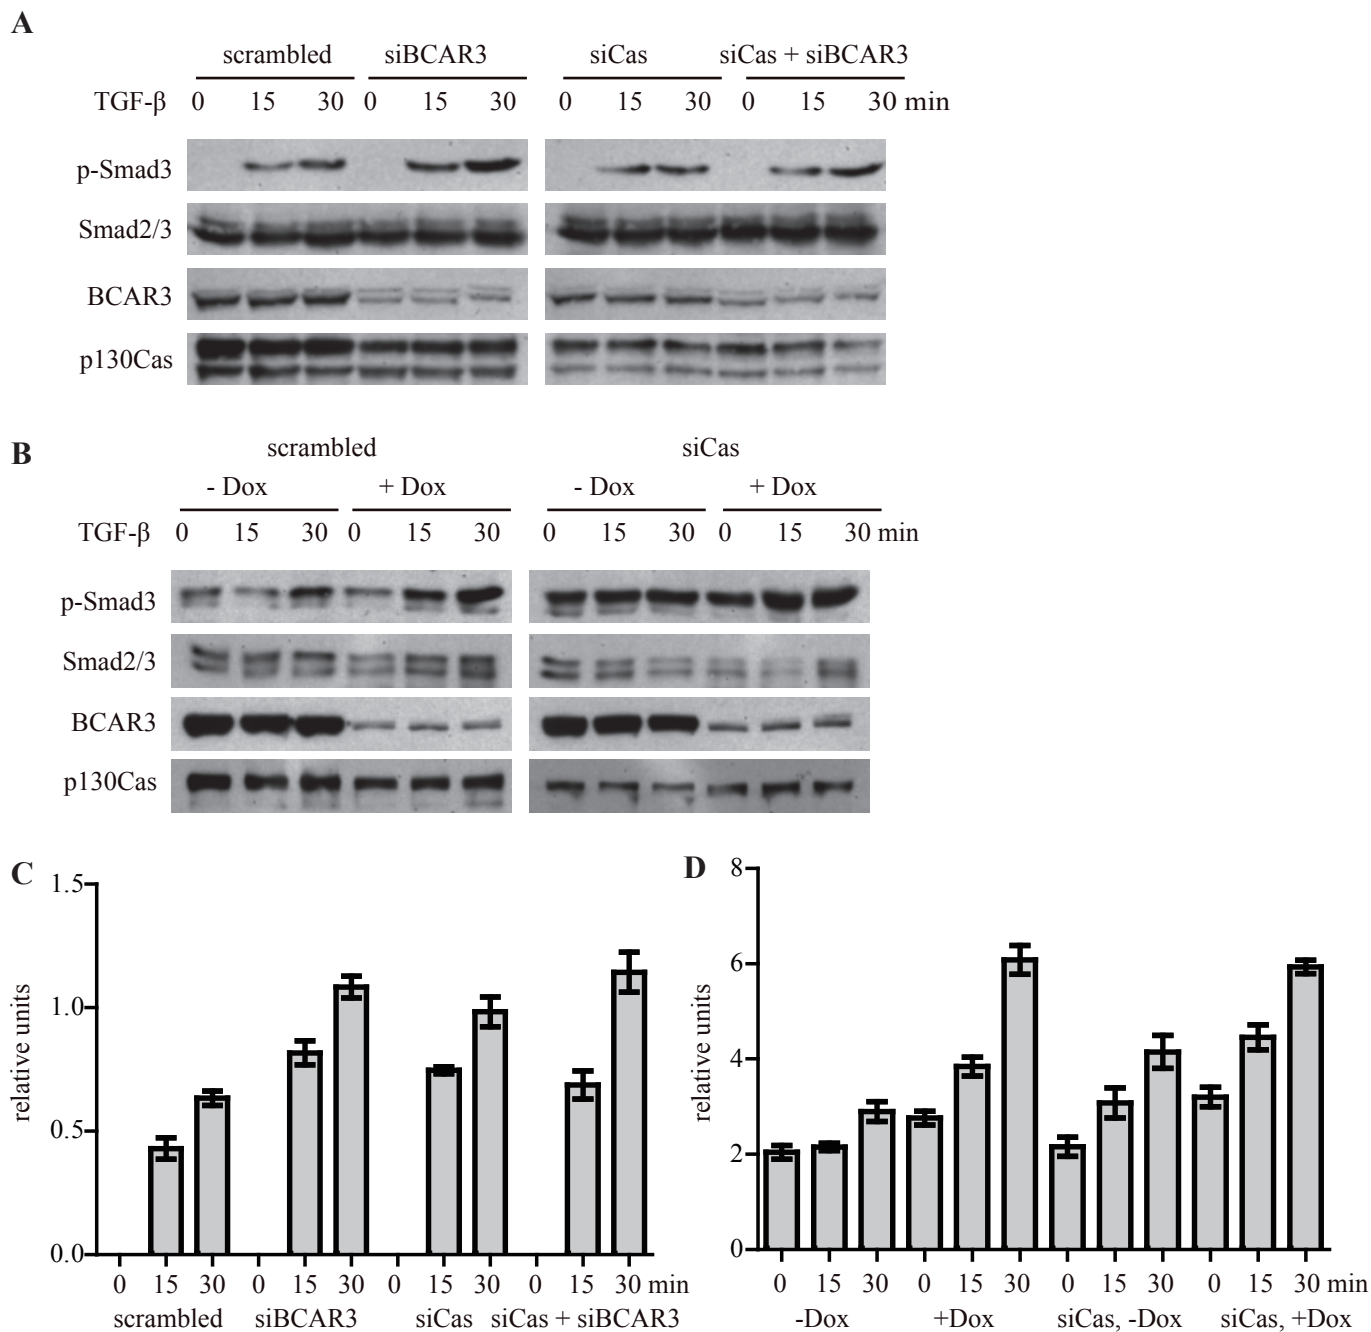 A
scrambled siBCAR3 siCas siCas + siBCAR3
TGF-β 0 15 30 0 15 30 0 15 30 0 15 30 min
p-Smad3
Smad2/3
BCAR3
p130Cas
B
scrambled siCas
- Dox + Dox - Dox + Dox
TGF-β 0 15 30 0 15 30 0 15 30 0 15 30 min
p-Smad3
Smad2/3
BCAR3
p130Cas
C
1.5
1.0
0.5
0.0
relative units
0 15 30 0 15 30 0 15 30 0 15 30 min
scrambled siBCAR3 siCas siCas + siBCAR3
D
8
6
4
2
0
relative units
0 15 30 0 15 30 0 15 30 0 15 30 min
-Dox +Dox siCas, -Dox siCas, +Dox